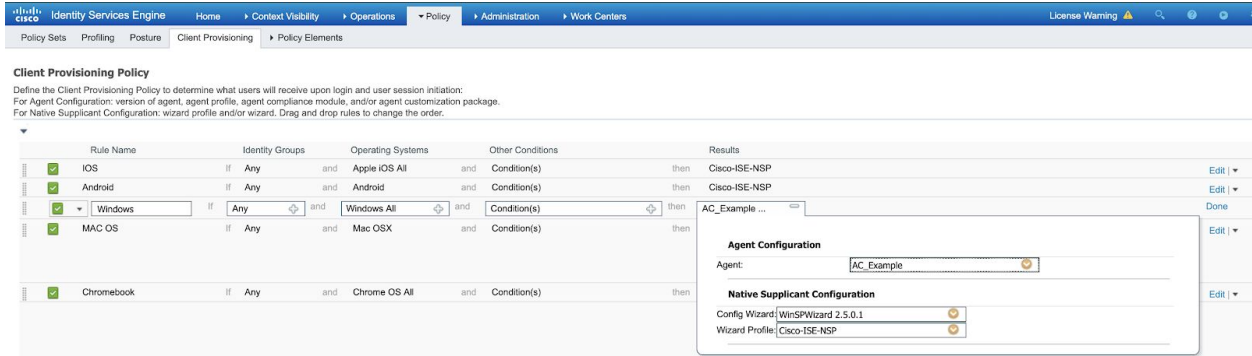 cisco Identity Services Engine Home Context Visibility Operations Policy Administration Work Centers License Warning
Policy Sets Profiling Posture Client Provisioning Policy Elements
Client Provisioning Policy
Define the Client Provisioning Policy to determine what users will receive upon login and user session initiation:
For Agent Configuration: version of agent, agent profile, agent compliance module, and/or agent customization package.
For Native Supplicant Configuration: wizard profile and/or wizard. Drag and drop rules to change the order.
Rule Name Identity Groups Operating Systems Other Conditions Results
IOS If Any and Apple iOS All and Condition(s) then Cisco-ISE-NSP Edit |
Android If Any and Android and Condition(s) then Cisco-ISE-NSP Edit |
Windows If Any and Windows All and Condition(s) then AC_Example ... Done
MAC OS If Any and Mac OSX and Condition(s) then Edit |
Agent Configuration
Agent: AC_Example
Chromebook If Any and Chrome OS All and Condition(s) then Native Supplicant Configuration Edit |
Config Wizard: WinSPWizard 2.5.0.1
Wizard Profile: Cisco-ISE-NSP